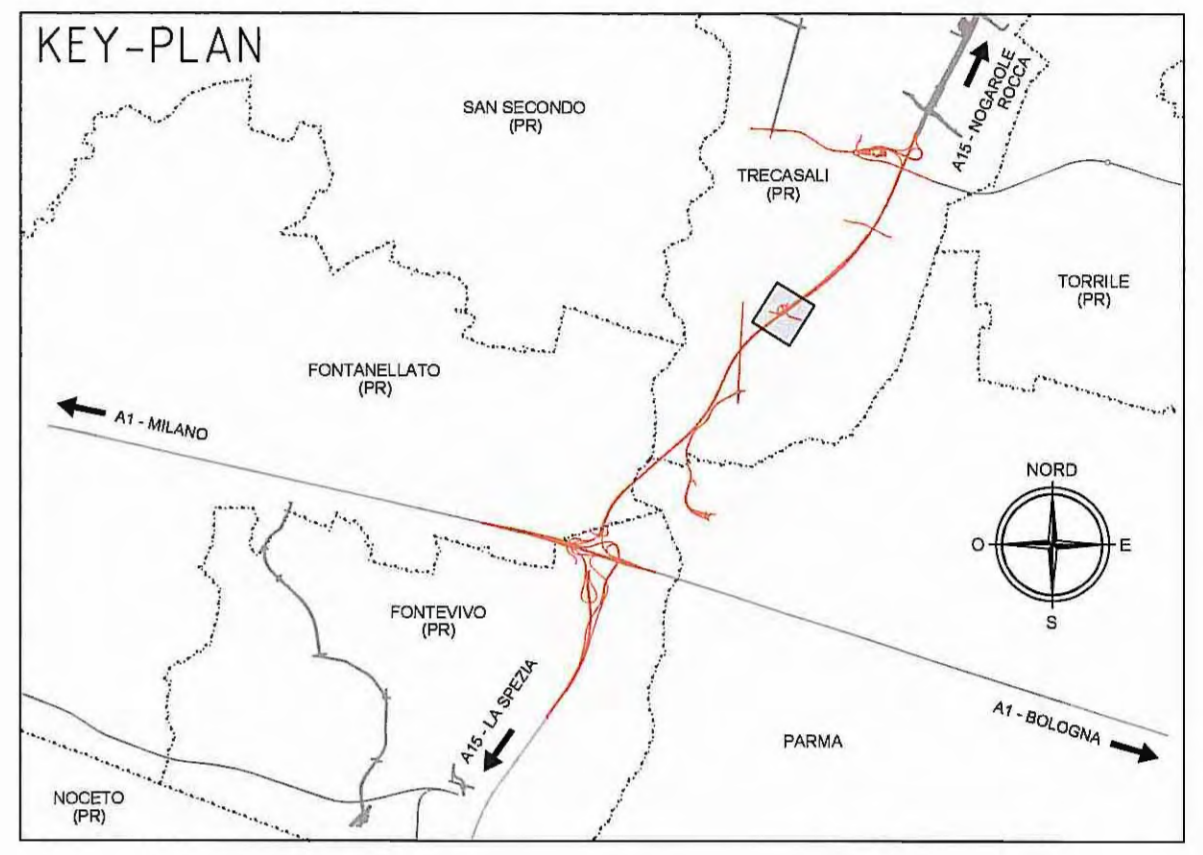 KEY-PLAN
SAN SECONDO
(PR)
A15 - NOGAROLE
ROCCA
TRECASALI
(PR)
TORRILE
(PR)
FONTANELLATO
(PR)
A1 - MILANO
NORD
O
E
S
FONTEVIVO
(PR)
A15 - LA SPEZIA
A1 - BOLOGNA
PARMA
NOCETO
(PR)